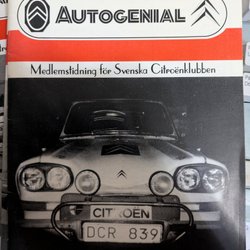 AUTOGENIAL
Medlemstidning för Svenska Citroënklubben
CITROËN
DCR 839